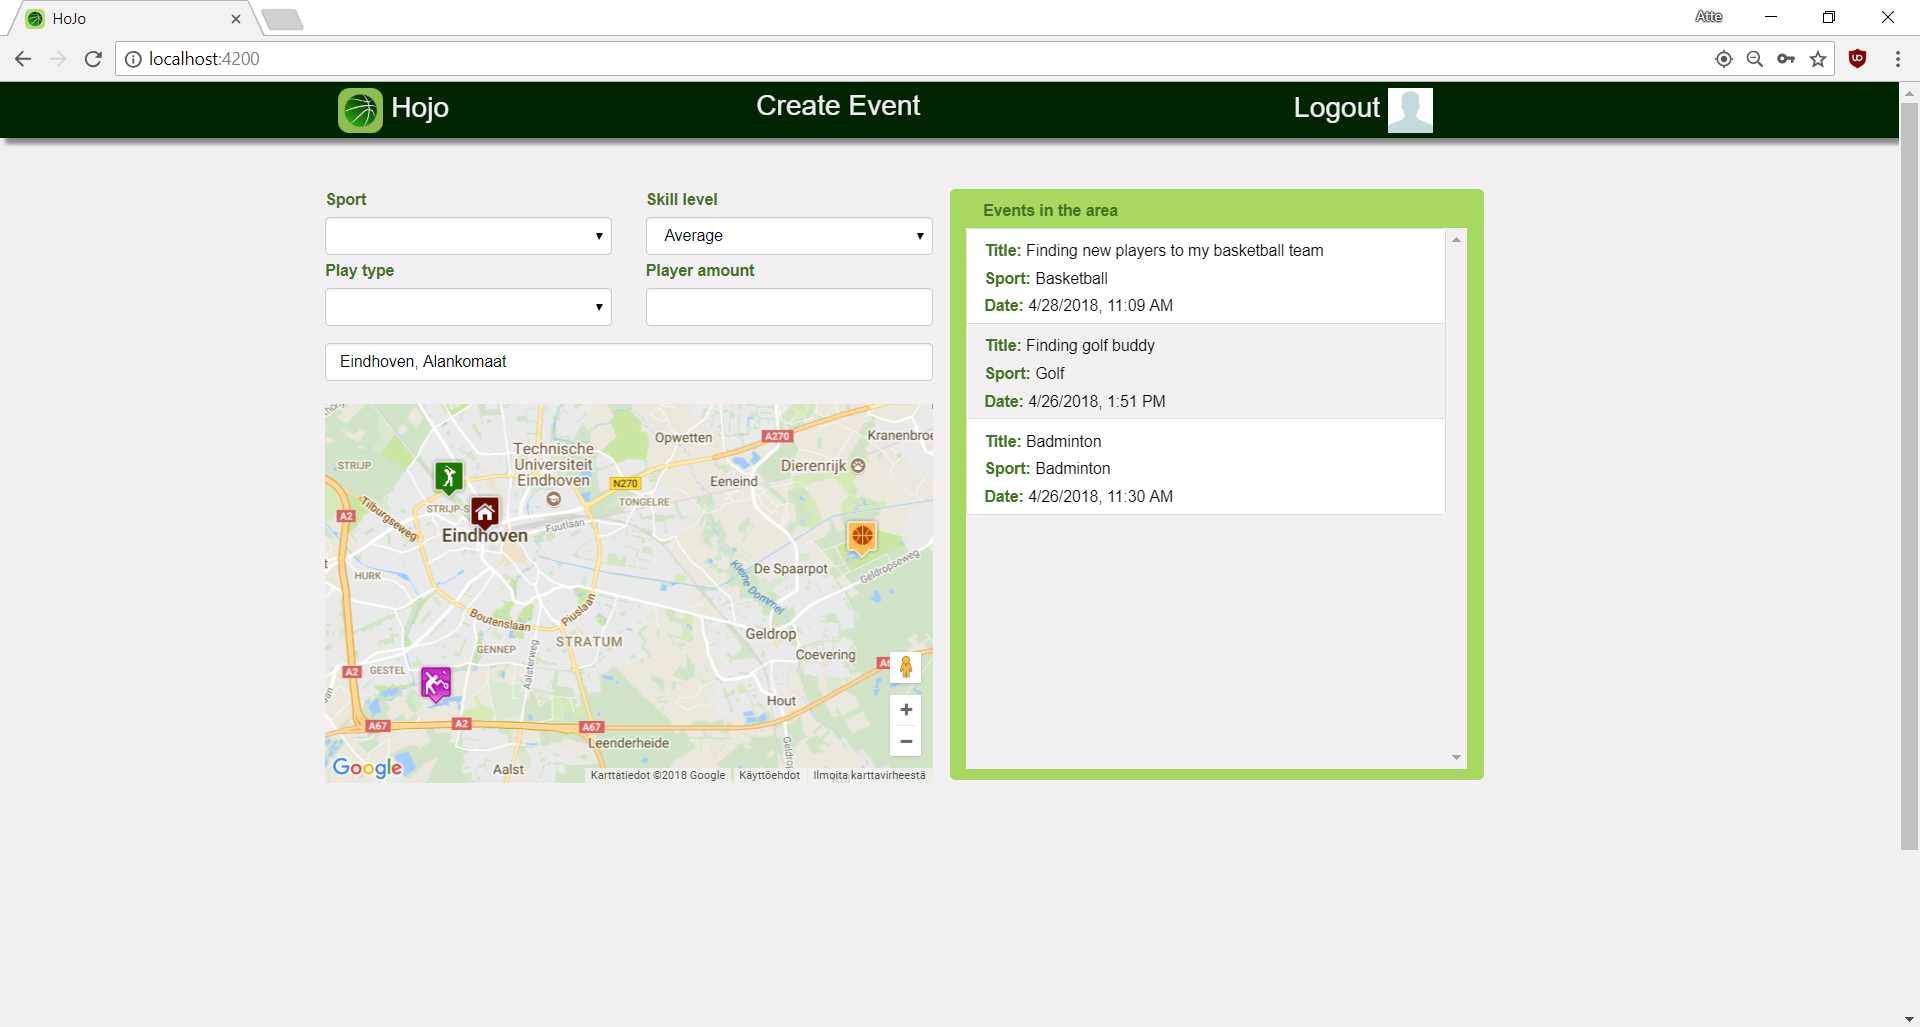 HoJo
Atte
localhost:4200
Hojo
Create Event
Logout
Sport
Skill level
Average
Play type
Player amount
Eindhoven, Alankomaat
Events in the area
Title: Finding new players to my basketball team
Sport: Basketball
Date: 4/28/2018, 11:09 AM
Title: Finding golf buddy
Sport: Golf
Date: 4/26/2018, 1:51 PM
Title: Badminton
Sport: Badminton
Date: 4/26/2018, 11:30 AM
Opwetten
A270
Kranenbroe
Technische
Universiteit
Eindhoven
STRIJP
Dierenrijk
Eeneind
N270
TONGELRE
A2
Tilburgseweg
STRIJP-S
Fuutlaan
Eindhoven
De Spaarpot
Geldropseweg
HURK
Kleine Dommel
Boutenslaan
Piuslaan
STRATUM
Geldrop
GENNEP
Aalsterweg
Coevering
A2
GESTEL
Hout
A67
A2
A67
Leenderheide
Aalst
Google
Karttatiedot ©2018 Google
Käyttöehdot
Ilmoita karttavirheestä